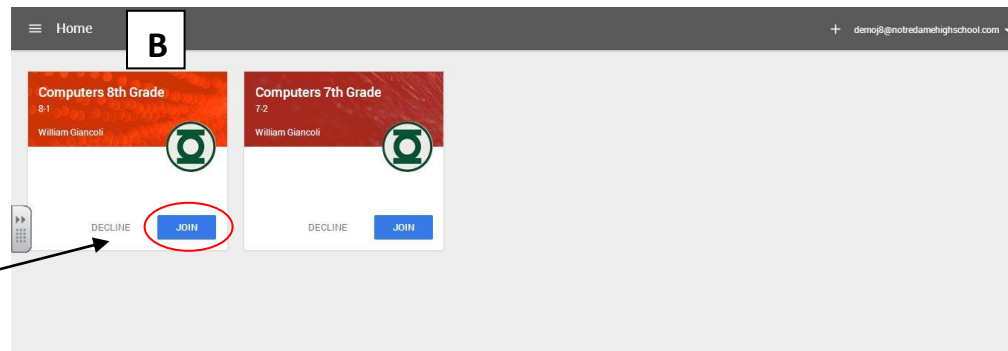 Home
B
+ demoj8@notredamehighschool.com
Computers 8th Grade
8-1
William Giancoli
DECLINE JOIN
Computers 7th Grade
7-2
William Giancoli
DECLINE JOIN